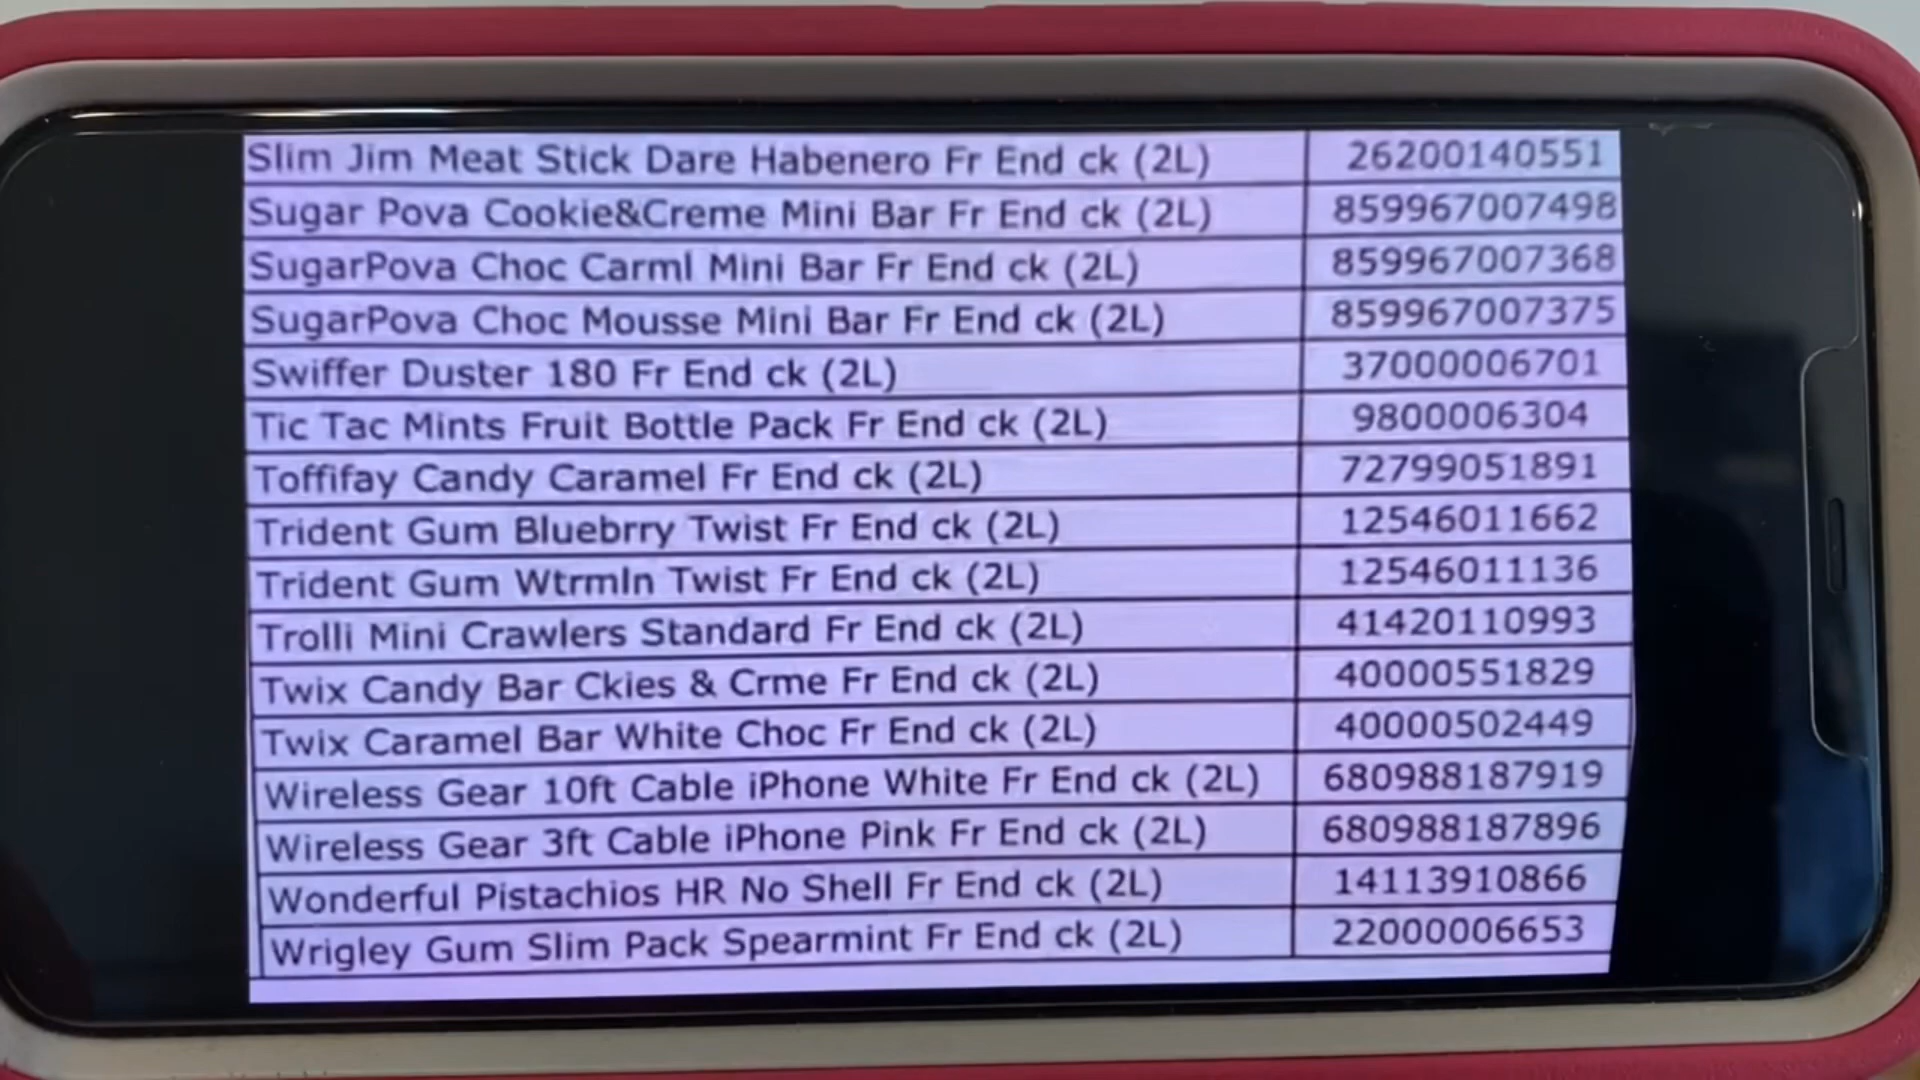 Slim Jim Meat Stick Dare Habenero Fr End ck (2L) 26200140551
Sugar Pova Cookie&Creme Mini Bar Fr End ck (2L) 859967007498
SugarPova Choc Carml Mini Bar Fr End ck (2L) 859967007368
SugarPova Choc Mousse Mini Bar Fr End ck (2L) 859967007375
Swiffer Duster 180 Fr End ck (2L) 37000006701
Tic Tac Mints Fruit Bottle Pack Fr End ck (2L) 9800006304
Toffifay Candy Caramel Fr End ck (2L) 72799051891
Trident Gum Bluebrry Twist Fr End ck (2L) 12546011662
Trident Gum Wtrmln Twist Fr End ck (2L) 12546011136
Trolli Mini Crawlers Standard Fr End ck (2L) 41420110993
Twix Candy Bar Ckies & Crme Fr End ck (2L) 40000551829
Twix Caramel Bar White Choc Fr End ck (2L) 40000502449
Wireless Gear 10ft Cable iPhone White Fr End ck (2L) 680988187919
Wireless Gear 3ft Cable iPhone Pink Fr End ck (2L) 680988187896
Wonderful Pistachios HR No Shell Fr End ck (2L) 14113910866
Wrigley Gum Slim Pack Spearmint Fr End ck (2L) 22000006653